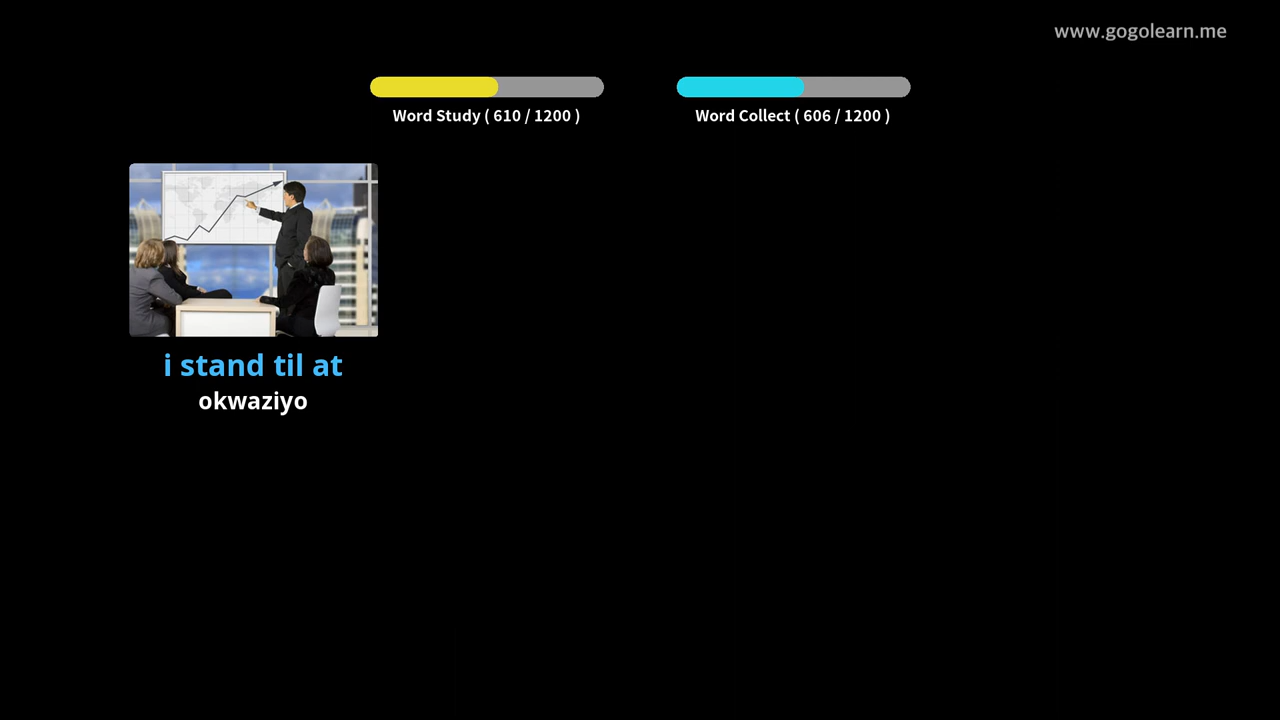 www.gogolearn.me
Word Study ( 610 / 1200 )
Word Collect ( 606 / 1200 )
i stand til at
okwaziyo